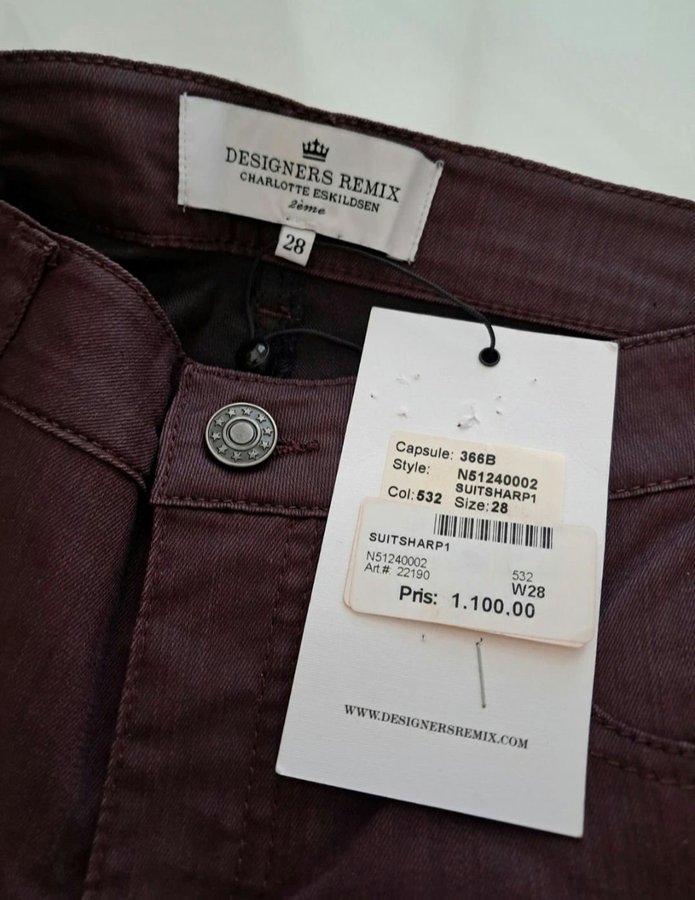 DESIGNERS REMIX
CHARLOTTE ESKILDSEN
2ème
28
Capsule: 366B
Style: N51240002
SUITSHARP1
Col: 532 Size: 28
SUITSHARP1
N51240002 532
Art.#: 22190 W28
Pris: 1.100,00
WWW.DESIGNERSREMIX.COM